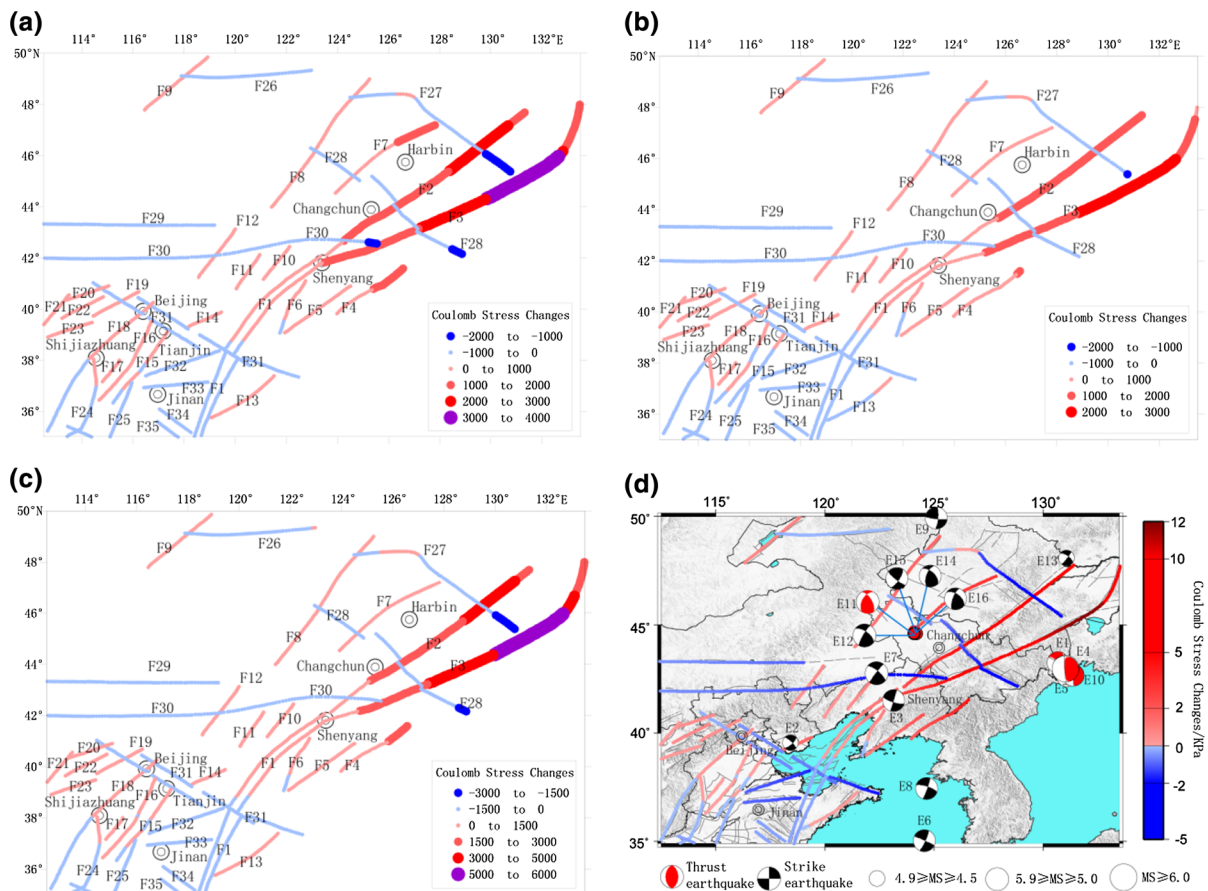 (a)
114° 116° 118° 120° 122° 124° 126° 128° 130° 132°E
50°N
48°
46°
44°
42°
40°
38°
36°
F9
F26
F27
F7
Harbin
F28
F8
F2
Changchun
F3
F29
F12
F30
F28
F30
F11
F10
Shenyang
F19
F20
Beijing
F1
F6
F5
F4
F21
F22
F31
F14
F23
F18
F16
Shijiazhuang
Tianjin
F17
F15
F32
F31
F33
F1
Jinan
F13
F24
F25
F34
F35
Coulomb Stress Changes
-2000 to -1000
-1000 to 0
0 to 1000
1000 to 2000
2000 to 3000
3000 to 4000
(b)
114° 116° 118° 120° 122° 124° 126° 128° 130° 132°E
50°N
48°
46°
44°
42°
40°
38°
36°
F9
F26
F27
F7
Harbin
F28
F8
F2
Changchun
F3
F29
F12
F30
F28
F30
F11
F10
Shenyang
F19
F20
Beijing
F1
F6
F5
F4
F21
F22
F31
F14
F23
F18
F16
Shijiazhuang
Tianjin
F17
F15
F32
F31
F33
F1
Jinan
F13
F24
F25
F34
F35
Coulomb Stress Changes
-2000 to -1000
-1000 to 0
0 to 1000
1000 to 2000
2000 to 3000
(c)
114° 116° 118° 120° 122° 124° 126° 128° 130° 132°E
50°N
48°
46°
44°
42°
40°
38°
36°
F9
F26
F27
F7
Harbin
F28
F8
F2
Changchun
F3
F29
F12
F30
F28
F30
F11
F10
Shenyang
F19
F20
Beijing
F1
F6
F5
F4
F21
F22
F31
F14
F23
F18
F16
Shijiazhuang
Tianjin
F17
F15
F32
F31
F33
F1
Jinan
F13
F24
F25
F34
F35
Coulomb Stress Changes
-3000 to -1500
-1500 to 0
0 to 1500
1500 to 3000
3000 to 5000
5000 to 6000
(d)
115° 120° 125° 130°
50°
45°
40°
35°
E9
E15
E14
E13
E11
E16
E12
Changchun
E7
E1
E4
E5
E10
Shenyang
E3
E2
Beijing
E8
Jinan
E6
12
10
5
2
0
-2
-5
Coulomb Stress Changes/KPa
Thrust earthquake
Strike earthquake
4.9≥MS≥4.5
5.9≥MS≥5.0
MS≥6.0